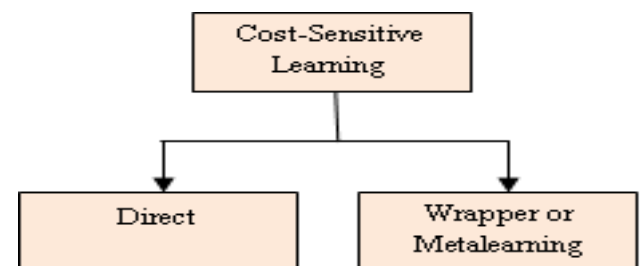 Cost-Sensitive
Learning
Direct
Wrapper or
Metalearning